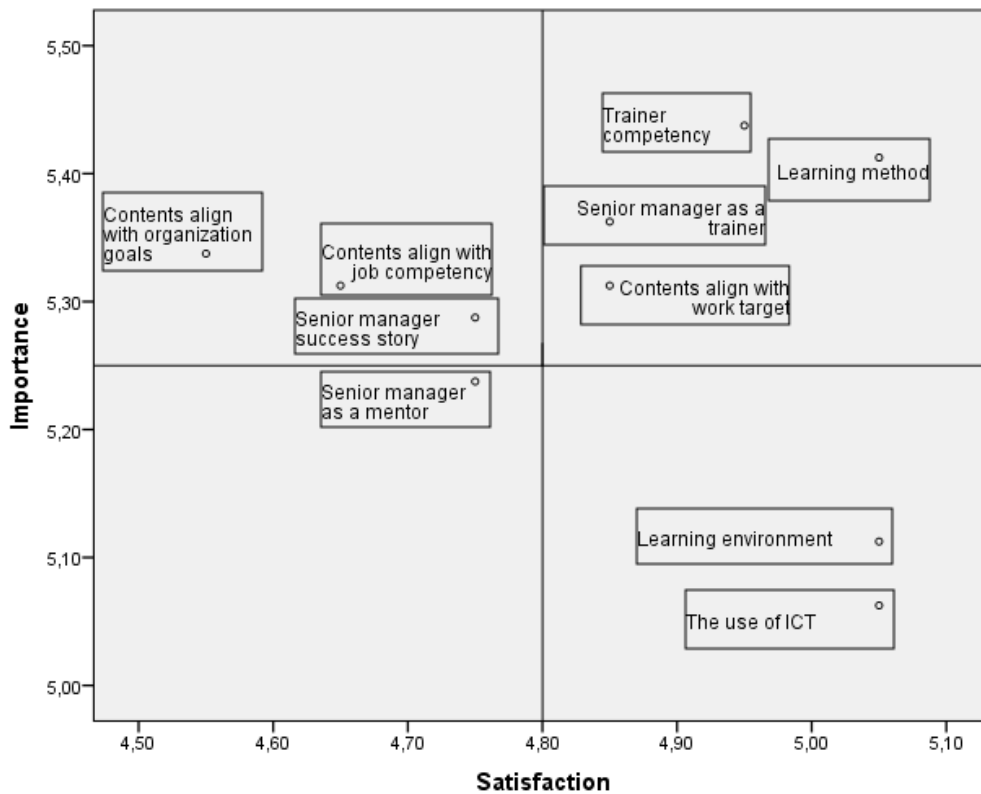 5,50
5,40
5,30
5,20
5,10
5,00
Importance
Trainer
competency
Learning method
Contents align
with organization
goals
Senior manager as a
trainer
Contents align with
job competency
Contents align with
work target
Senior manager
success story
Senior manager
as a mentor
Learning environment
The use of ICT
4,50
4,60
4,70
4,80
4,90
5,00
5,10
Satisfaction